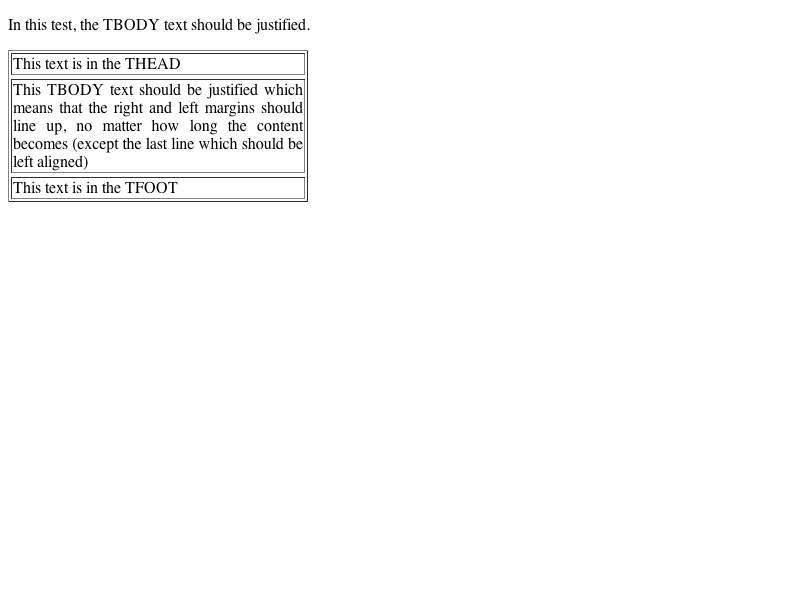 In this test, the TBODY text should be justified.
This text is in the THEAD
This TBODY text should be justified which
means that the right and left margins should
line up, no matter how long the content
becomes (except the last line which should be
left aligned)
This text is in the TFOOT